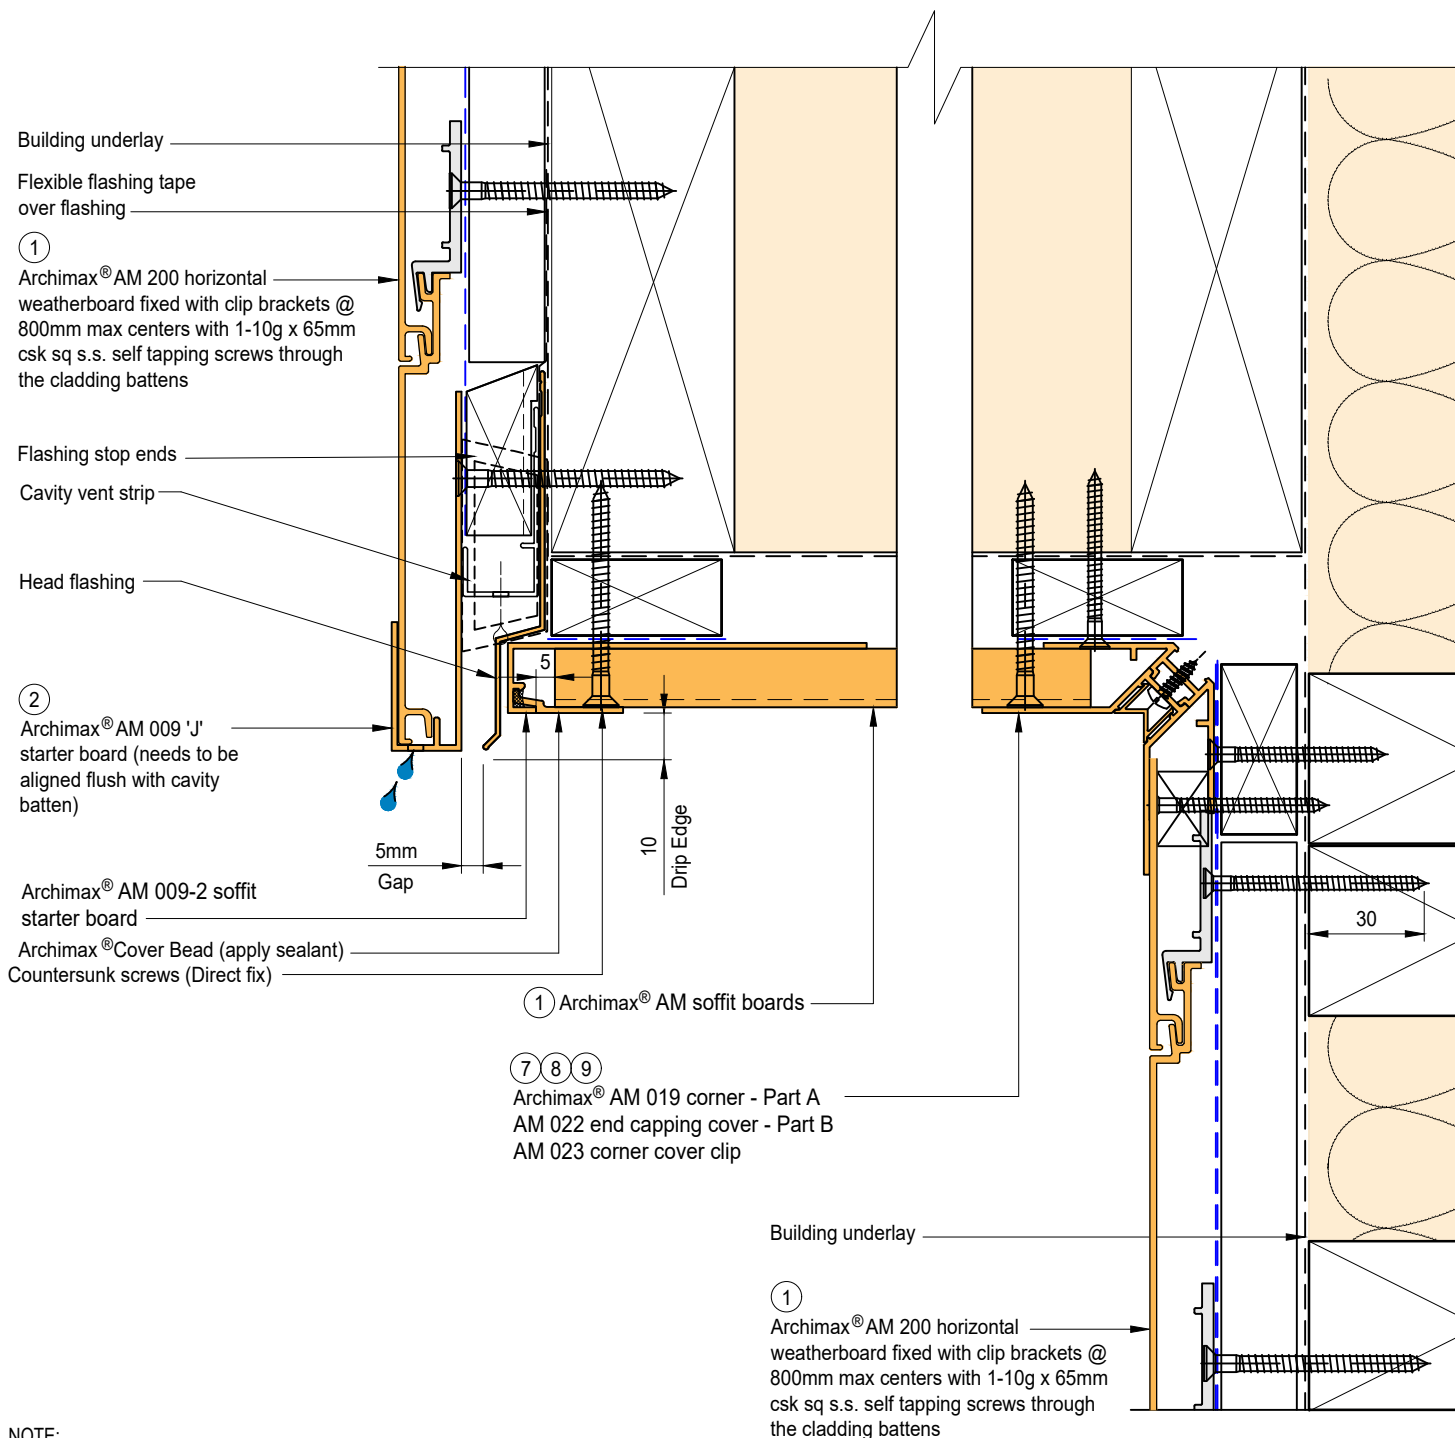 Building underlay
Flexible flashing tape
over flashing
1
Archimax® AM 200 horizontal
weatherboard fixed with clip brackets @
800mm max centers with 1-10g x 65mm
csk sq s.s. self tapping screws through
the cladding battens
Flashing stop ends
Cavity vent strip
Head flashing
5
2
Archimax® AM 009 'J'
starter board (needs to be
aligned flush with cavity
batten)
5mm
Gap
10
Drip Edge
Archimax® AM 009-2 soffit
starter board
Archimax® Cover Bead (apply sealant)
Countersunk screws (Direct fix)
30
1 Archimax® AM soffit boards
7 8 9
Archimax® AM 019 corner - Part A
AM 022 end capping cover - Part B
AM 023 corner cover clip
Building underlay
1
Archimax® AM 200 horizontal
weatherboard fixed with clip brackets @
800mm max centers with 1-10g x 65mm
csk sq s.s. self tapping screws through
the cladding battens
NOTE: